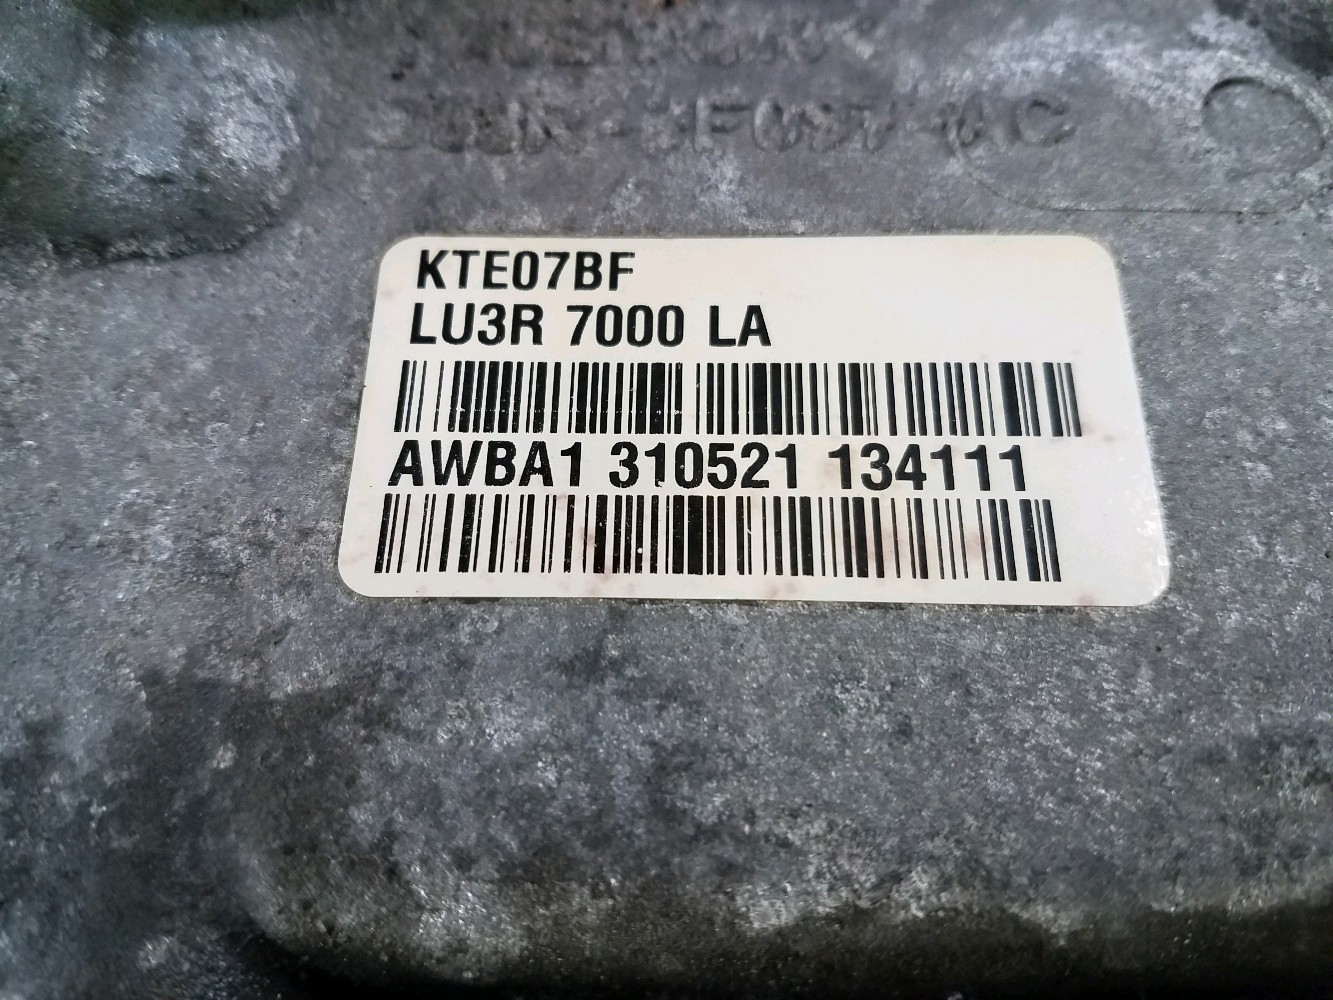 KTE07BF
LU3R 7000 LA
AWBA1 310521 134111